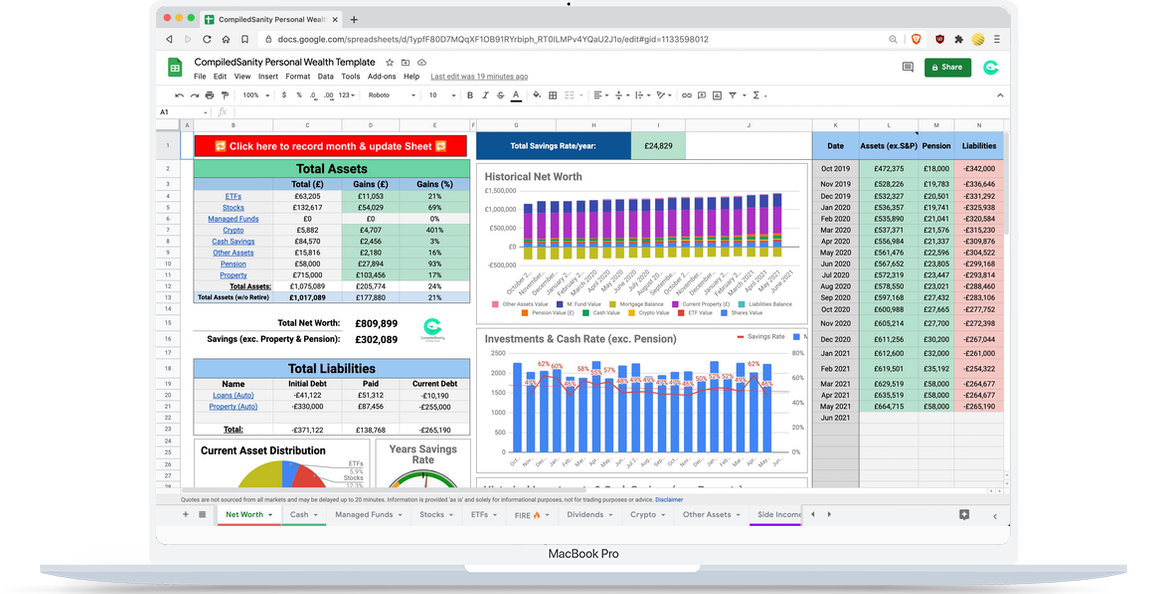 CompiledSanity Personal Wealt
docs.google.com/spreadsheets/d/1ypfF80D7MQqXF1OB91RYrbiph_RT0ILMPv4YQaU2J1o/edit#gid=1133598012
CompiledSanity Personal Wealth Template
File Edit View Insert Format Data Tools Add-ons Help Last edit was 19 minutes ago
Share
100% $ % .0 .00 123 Roboto 10 B I S A
A1 fx
A B C D E F G H I J K L M N
1 Click here to record month & update Sheet Total Savings Rate/year: £24,829 Date Assets (ex.S&P) Pension Liabilities
2 Total Assets
Total (£) Gains (£) Gains (%)
ETFs £63,205 £11,053 21%
Stocks £132,617 £54,029 69%
Managed Funds £0 £0 0%
Crypto £5,882 £4,707 401%
Cash Savings £84,570 £2,456 3%
Other Assets £15,816 £2,180 16%
Pension £58,000 £27,894 93%
Property £715,000 £103,456 17%
Total Assets: £1,075,089 £205,774 24%
Total Assets (w/o Retire) £1,017,089 £177,880 21%
Total Net Worth: £809,899
Savings (exc. Property & Pension): £302,089
Total Liabilities
Name Initial Debt Paid Current Debt
Loans (Auto) -£41,122 £51,312 -£10,190
Property (Auto) -£330,000 £87,456 -£255,000
Total: -£371,122 £138,768 -£265,190
Current Asset Distribution
ETFs
5.9%
Stocks
12.3%
Years Savings
Rate
Historical Net Worth
£1,500,000
£1,000,000
£500,000
£0
-£500,000
Other Assets Value M. Fund Value Mortgage Balance Current Property (£) Liabilities Balance
Pension Value (£) Cash Value Crypto Value ETF Value Shares Value
Investments & Cash Rate (exc. Pension)
Savings Rate
2500
2000
1500
1000
500
0
80%
60%
40%
20%
0%
Oct 2019 £472,375 £18,000 -£342,000
Nov 2019 £528,226 £19,783 -£336,646
Dec 2019 £532,327 £20,501 -£331,292
Jan 2020 £536,357 £19,741 -£325,938
Feb 2020 £535,890 £21,041 -£320,584
Mar 2020 £537,371 £21,576 -£315,230
Apr 2020 £556,984 £21,337 -£309,876
May 2020 £561,476 £22,596 -£304,522
Jun 2020 £567,652 £23,805 -£299,168
Jul 2020 £572,319 £23,447 -£293,814
Aug 2020 £578,550 £23,021 -£288,460
Sep 2020 £597,168 £27,432 -£283,106
Oct 2020 £600,988 £27,665 -£277,752
Nov 2020 £605,214 £27,700 -£272,398
Dec 2020 £611,256 £30,200 -£267,044
Jan 2021 £612,600 £32,000 -£261,000
Feb 2021 £619,501 £35,192 -£254,322
Mar 2021 £629,519 £58,000 -£264,677
Apr 2021 £635,519 £58,000 -£264,677
May 2021 £664,715 £58,000 -£265,190
Jun 2021
Quotes are not sourced from all markets and may be delayed up to 20 minutes. Information is provided 'as is' and solely for informational purposes, not for trading purposes or advice. Disclaimer
Net Worth Cash Managed Funds Stocks ETFs FIRE Dividends Crypto Other Assets Side Income
MacBook Pro